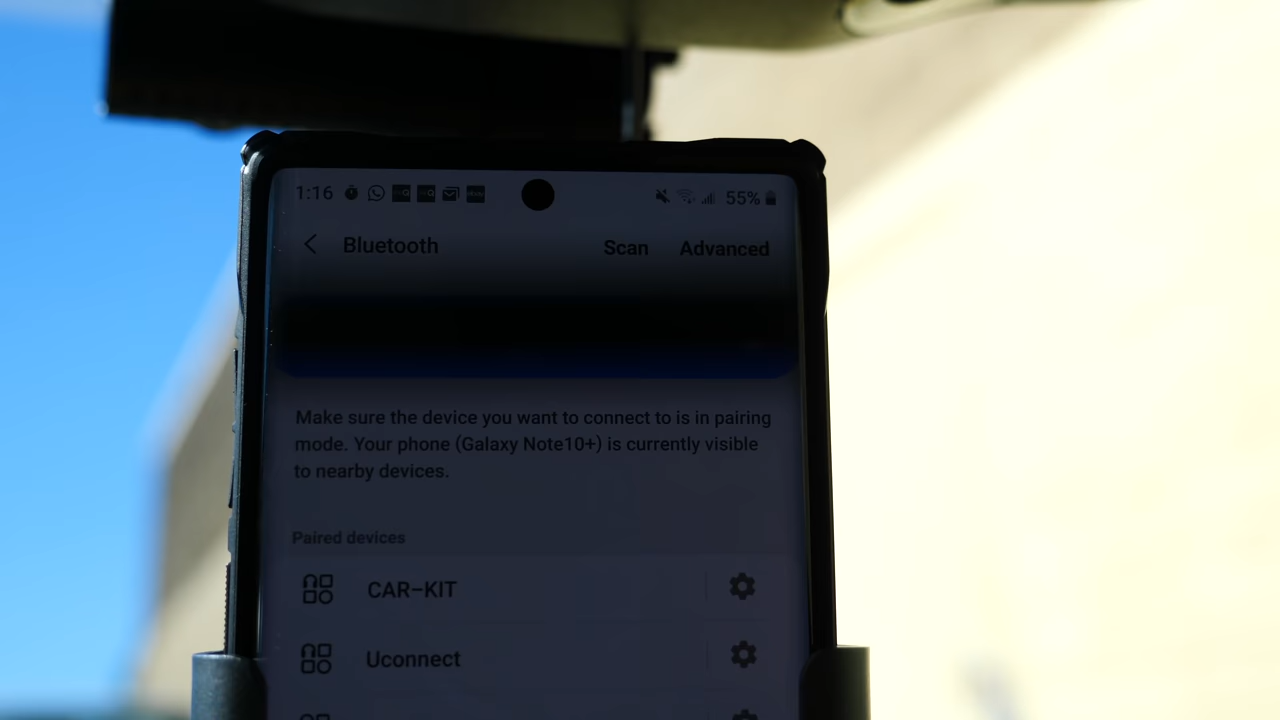 1:16 55%
Bluetooth Scan Advanced
Make sure the device you want to connect to is in pairing
mode. Your phone (Galaxy Note10+) is currently visible
to nearby devices.
Paired devices
CAR-KIT
Uconnect